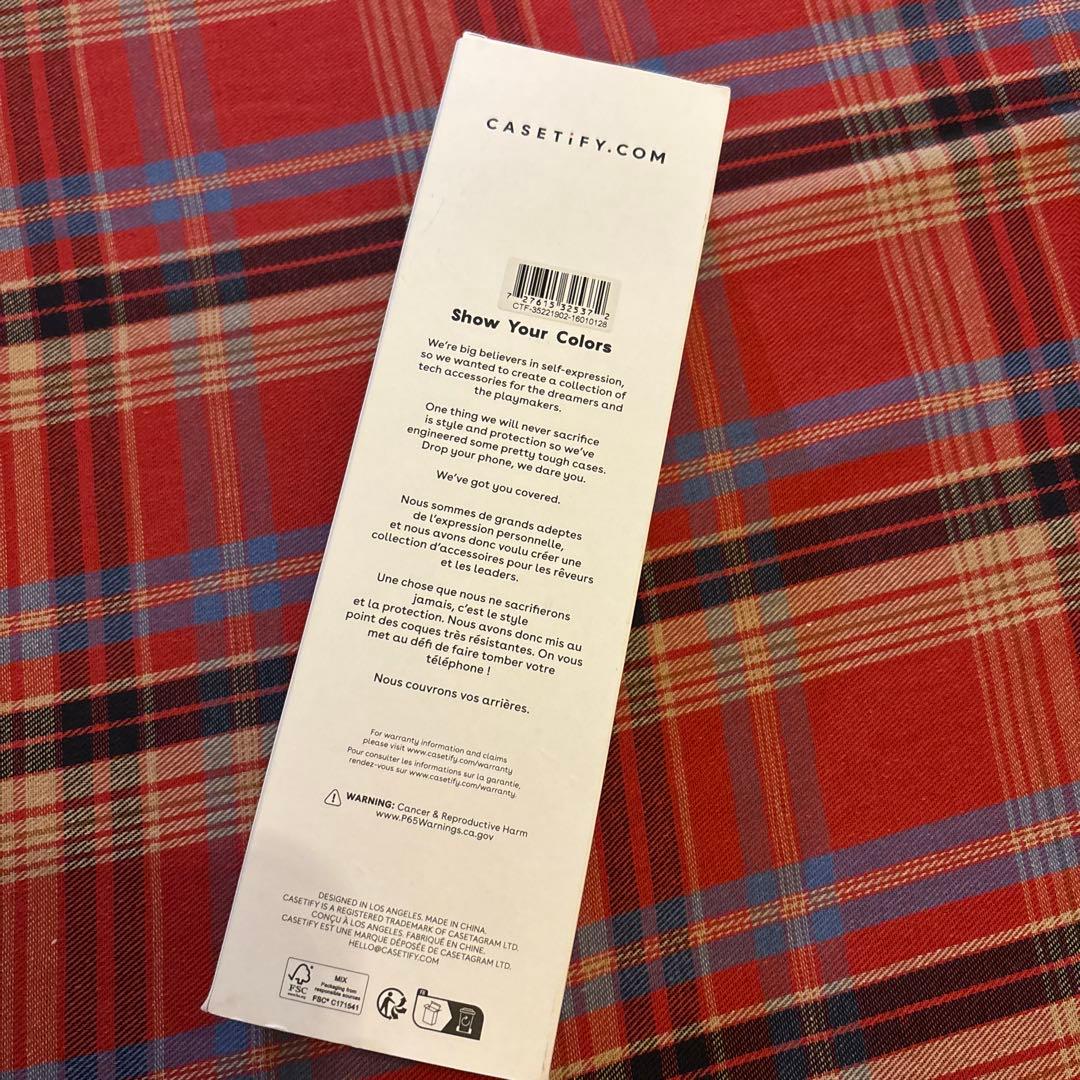 CASETiFY.COM
7 27615 32537 2
CTF-35221902-16010128
Show Your Colors
We're big believers in self-expression,
so we wanted to create a collection of
tech accessories for the dreamers and
the playmakers.
One thing we will never sacrifice
is style and protection so we've
engineered some pretty tough cases.
Drop your phone, we dare you.
We've got you covered.
Nous sommes de grands adeptes
de l'expression personnelle,
et nous avons donc voulu créer une
collection d'accessoires pour les rêveurs
et les leaders.
Une chose que nous ne sacrifierons
jamais, c'est le style
et la protection. Nous avons donc mis au
point des coques très résistantes. On vous
met au défi de faire tomber votre
téléphone !
Nous couvrons vos arrières.
For warranty information and claims
please visit www.casetify.com/warranty
Pour consulter les informations sur la garantie,
rendez-vous sur www.casetify.com/warranty.
WARNING: Cancer & Reproductive Harm
www.P65Warnings.ca.gov
DESIGNED IN LOS ANGELES. MADE IN CHINA.
CASETiFY IS A REGISTERED TRADEMARK OF CASETAGRAM LTD.
CONÇU À LOS ANGELES. FABRIQUÉ EN CHINE.
CASETiFY EST UNE MARQUE DÉPOSÉE DE CASETAGRAM LTD.
HELLO@CASETIFY.COM
FSC
www.fsc.org
MIX
Packaging from
responsible sources
FSC® C171541
FR